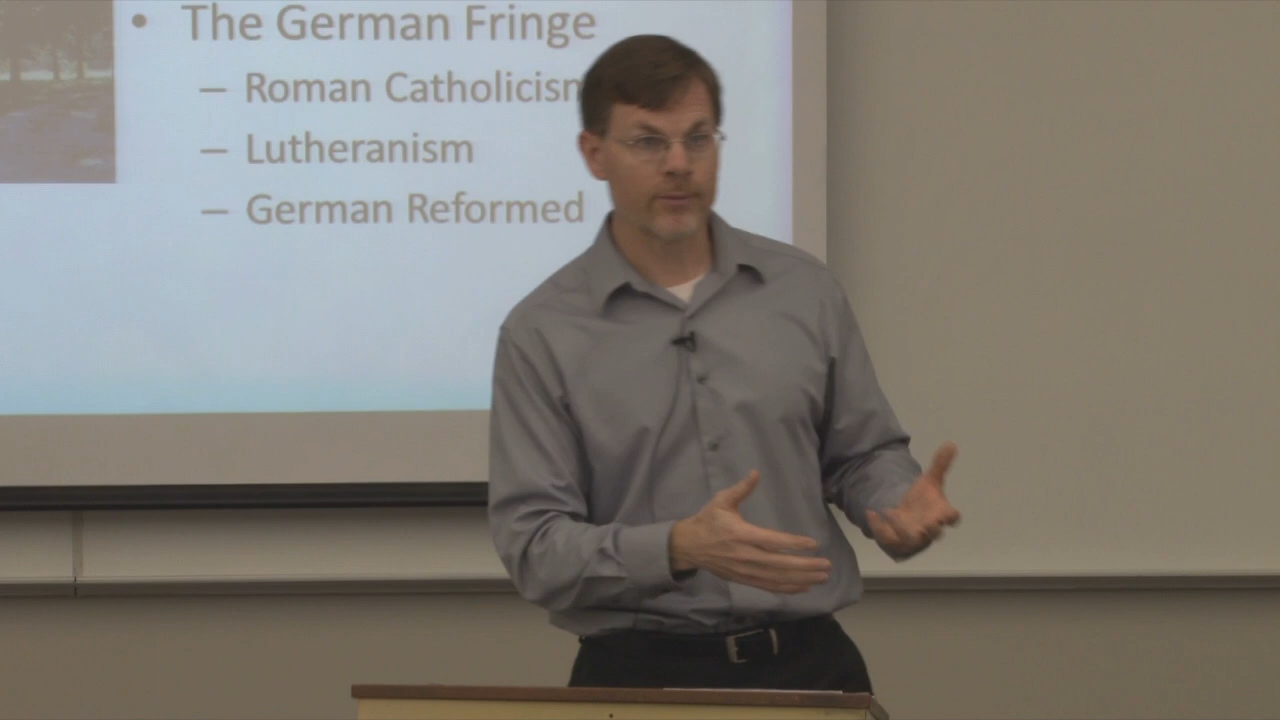 • The German Fringe
– Roman Catholicism
– Lutheranism
– German Reformed